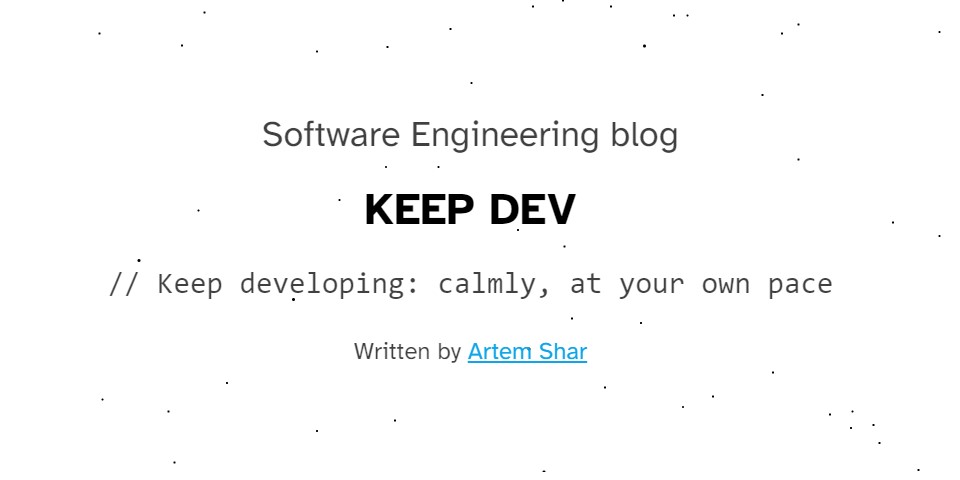 Software Engineering blog
KEEP DEV
// Keep developing: calmly, at your own pace
Written by Artem Shar